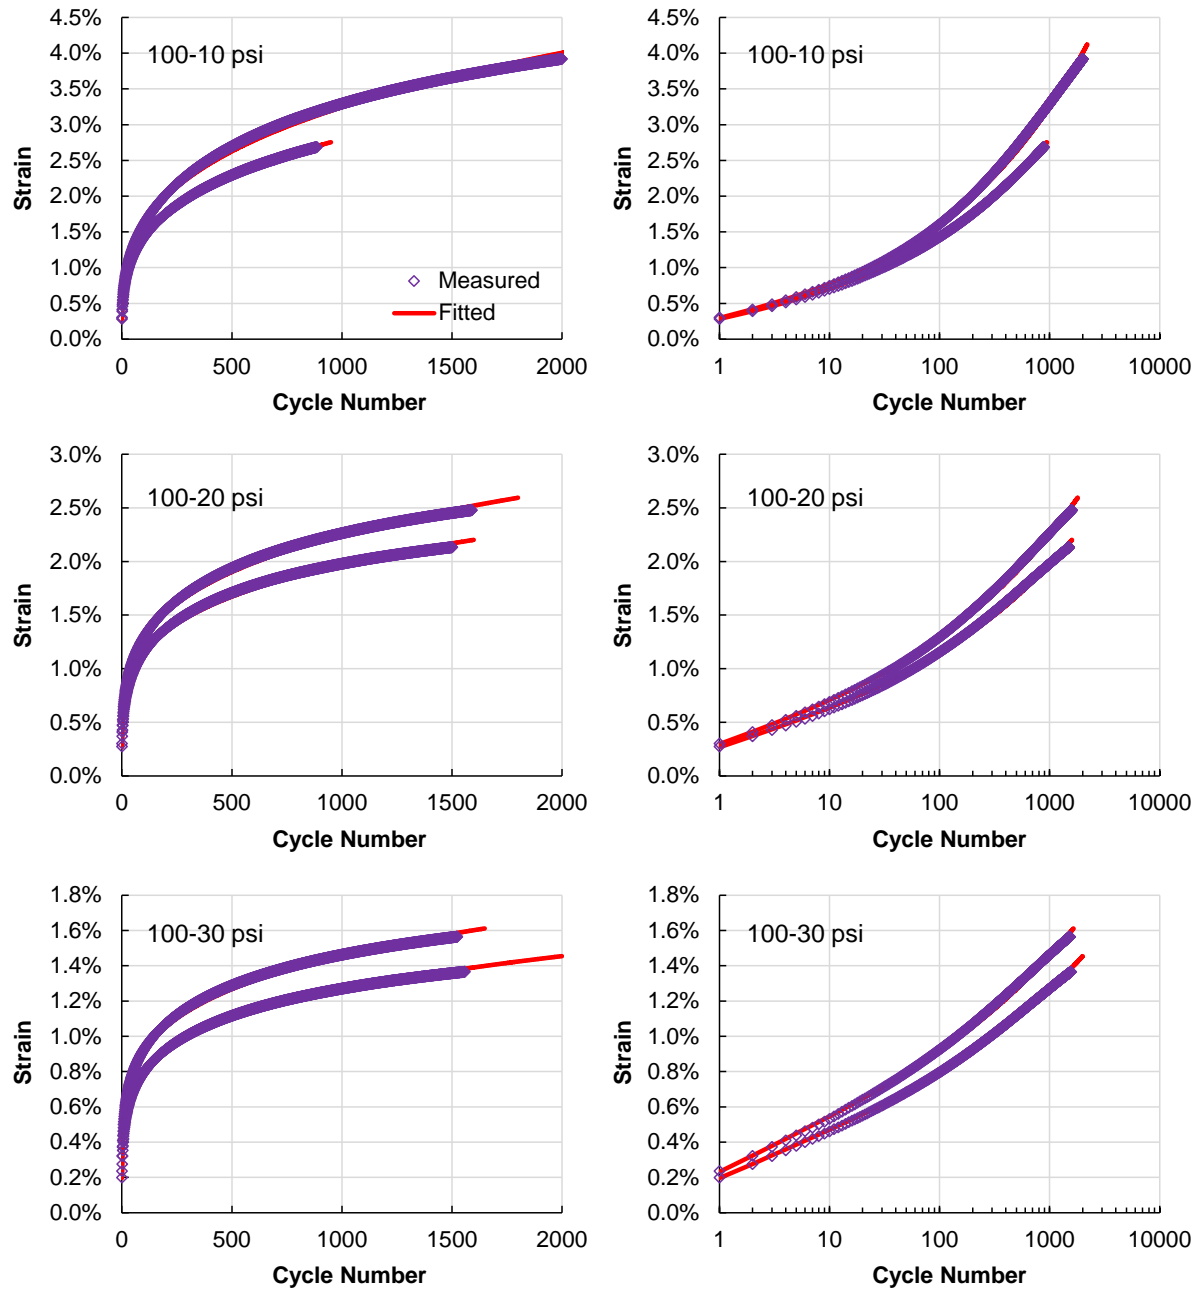 4.5%
4.0%
3.5%
3.0%
2.5%
2.0%
1.5%
1.0%
0.5%
0.0%
Strain
100-10 psi
Measured
Fitted
0 500 1000 1500 2000
Cycle Number
4.5%
4.0%
3.5%
3.0%
2.5%
2.0%
1.5%
1.0%
0.5%
0.0%
Strain
100-10 psi
1 10 100 1000 10000
Cycle Number
3.0%
2.5%
2.0%
1.5%
1.0%
0.5%
0.0%
Strain
100-20 psi
0 500 1000 1500 2000
Cycle Number
3.0%
2.5%
2.0%
1.5%
1.0%
0.5%
0.0%
Strain
100-20 psi
1 10 100 1000 10000
Cycle Number
1.8%
1.6%
1.4%
1.2%
1.0%
0.8%
0.6%
0.4%
0.2%
0.0%
Strain
100-30 psi
0 500 1000 1500 2000
Cycle Number
1.8%
1.6%
1.4%
1.2%
1.0%
0.8%
0.6%
0.4%
0.2%
0.0%
Strain
100-30 psi
1 10 100 1000 10000
Cycle Number